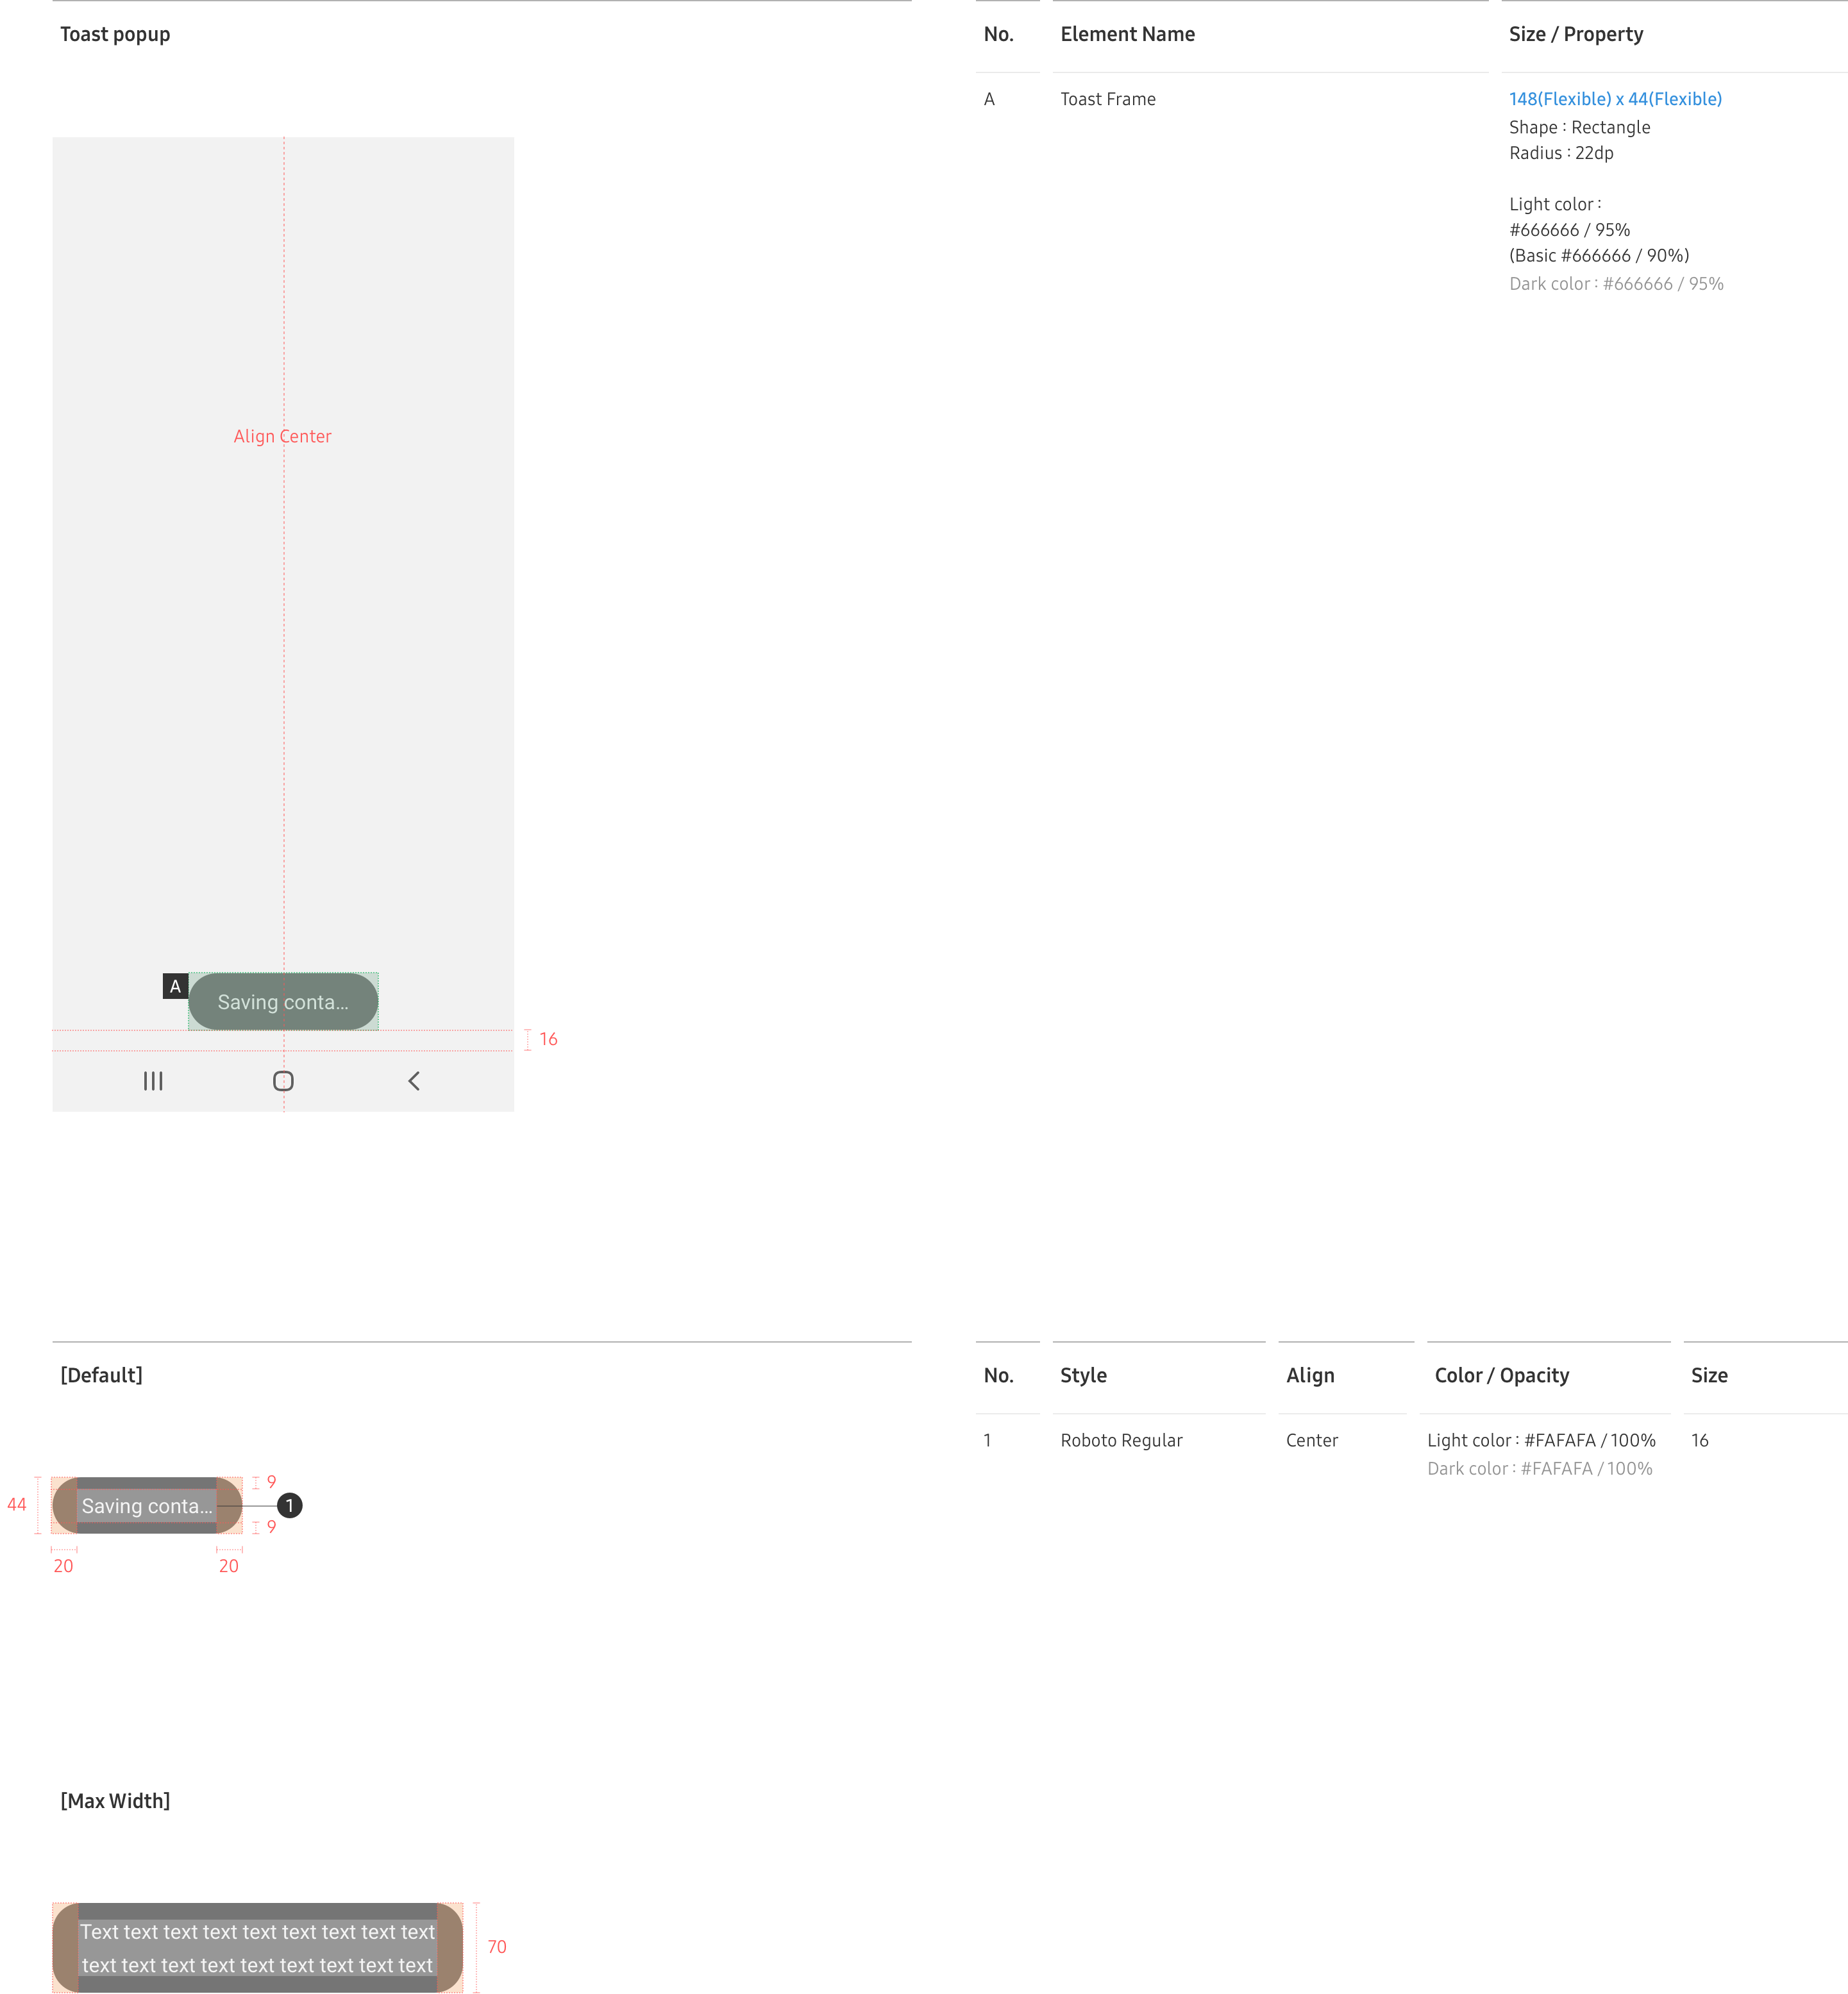 Toast popup
No.
Element Name
Size / Property
A
Toast Frame
148(Flexible) x 44(Flexible)
Shape : Rectangle
Radius : 22dp
Light color :
#666666 / 95%
(Basic #666666 / 90%)
Dark color : #666666 / 95%
Align Center
A
Saving conta...
16
[Default]
No.
Style
Align
Color / Opacity
Size
1
Roboto Regular
Center
Light color : #FAFAFA / 100%
16
Dark color : #FAFAFA / 100%
9
44
Saving conta...
1
9
20
20
[Max Width]
Text text text text text text text text text
70
text text text text text text text text text